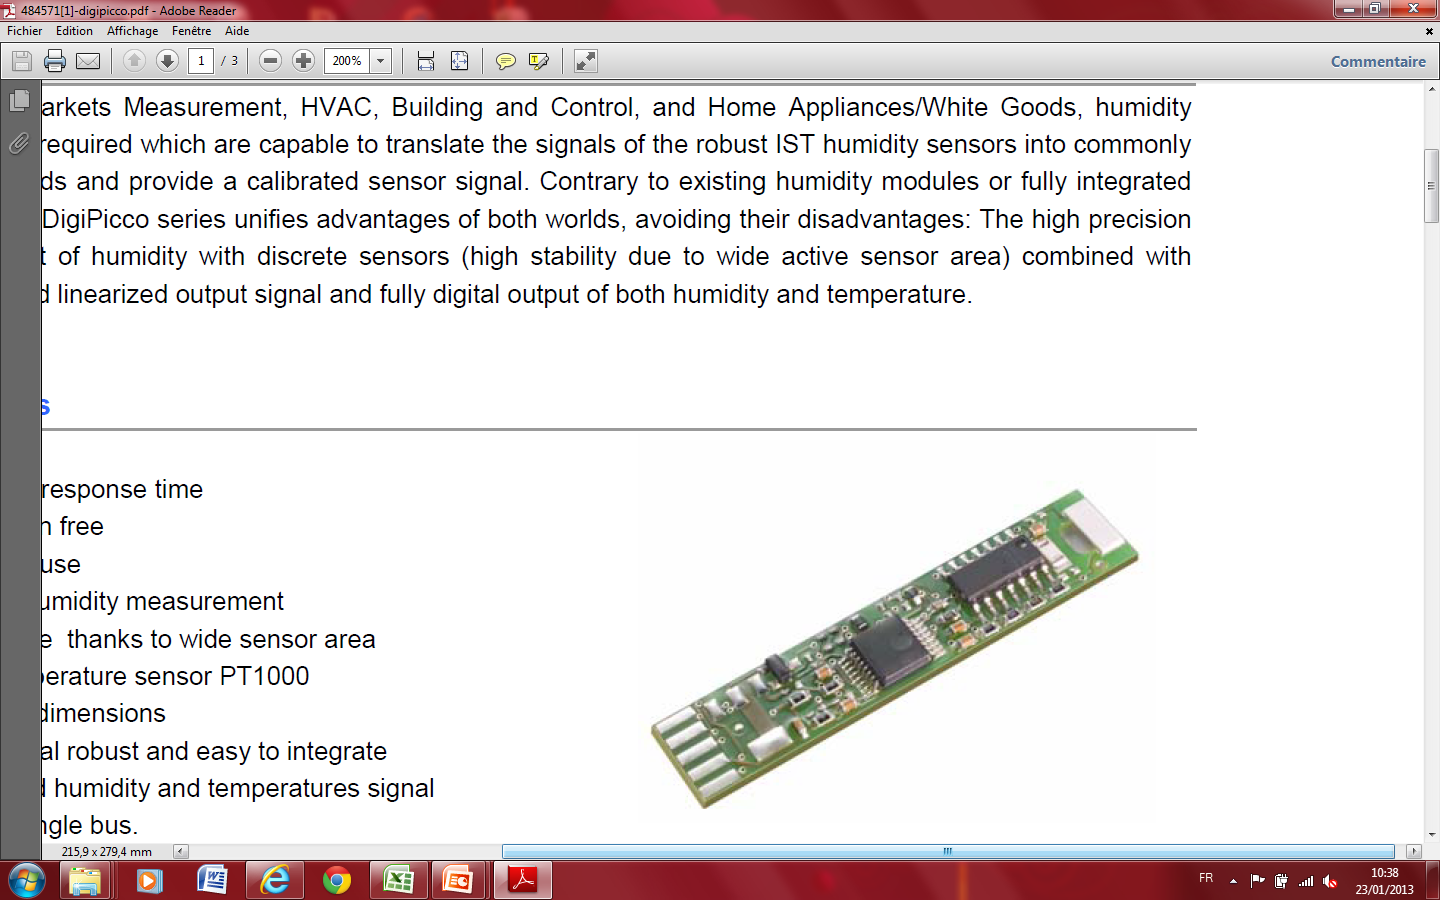 484571[1]-digipicco.pdf - Adobe Reader
Fichier Edition Affichage Fenêtre Aide
1 / 3 200% Commentaire
arkets Measurement, HVAC, Building and Control, and Home Appliances/White Goods, humidity
required which are capable to translate the signals of the robust IST humidity sensors into commonly
ds and provide a calibrated sensor signal. Contrary to existing humidity modules or fully integrated
DigiPicco series unifies advantages of both worlds, avoiding their disadvantages: The high precision
t of humidity with discrete sensors (high stability due to wide active sensor area) combined with
d linearized output signal and fully digital output of both humidity and temperature.
s
response time
n free
use
umidity measurement
e thanks to wide sensor area
perature sensor PT1000
dimensions
al robust and easy to integrate
d humidity and temperatures signal
ngle bus.
215,9 x 279,4 mm
FR 10:38
23/01/2013